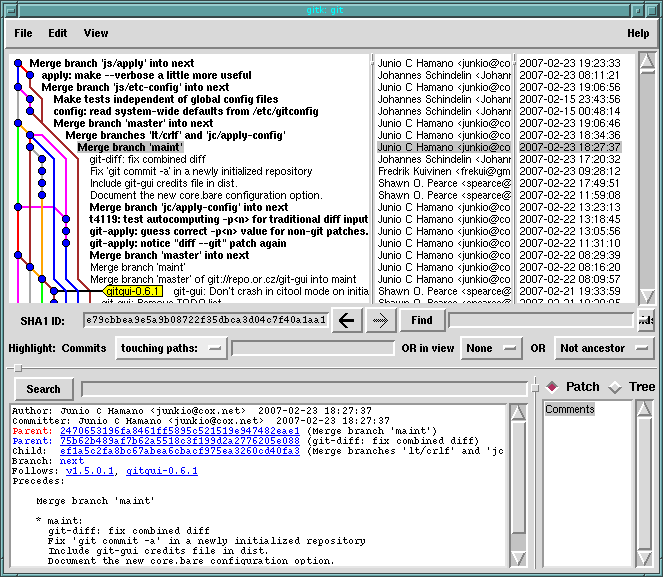 gitk: git
File Edit View Help
Merge branch 'js/apply' into next Junio C Hamano <junkio@co 2007-02-23 19:23:33
apply: make --verbose a little more useful Johannes Schindelin <Johann 2007-02-23 08:11:21
Merge branch 'js/etc-config' into next Junio C Hamano <junkio@co 2007-02-23 19:06:56
Make tests independent of global config files Johannes Schindelin <Johann 2007-02-15 23:43:56
config: read system-wide defaults from /etc/gitconfig Johannes Schindelin <Johann 2007-02-15 00:48:14
Merge branch 'master' into next Junio C Hamano <junkio@co 2007-02-23 19:06:46
Merge branches 'lt/crlf' and 'jc/apply-config' Junio C Hamano <junkio@co 2007-02-23 18:34:36
Merge branch 'maint' Junio C Hamano <junkio@co 2007-02-23 18:27:37
git-diff: fix combined diff Johannes Schindelin <Johann 2007-02-23 17:20:32
Fix 'git commit -a' in a newly initialized repository Fredrik Kuivinen <frekui@gm 2007-02-23 09:28:12
Include git-gui credits file in dist. Shawn O. Pearce <spearce@ 2007-02-22 17:49:51
Document the new core.bare configuration option. Shawn O. Pearce <spearce@ 2007-02-22 11:59:08
Merge branch 'jc/apply-config' into next Junio C Hamano <junkio@co 2007-02-22 13:23:13
t4119: test autocomputing -p<n> for traditional diff input Junio C Hamano <junkio@co 2007-02-22 13:18:45
git-apply: guess correct -p<n> value for non-git patches. Junio C Hamano <junkio@co 2007-02-22 13:05:56
git-apply: notice "diff --git" patch again Junio C Hamano <junkio@co 2007-02-22 11:31:10
Merge branch 'master' into next Junio C Hamano <junkio@co 2007-02-22 08:29:39
Merge branch 'maint' Junio C Hamano <junkio@co 2007-02-22 08:16:20
Merge branch 'master' of git://repo.or.cz/git-gui into maint Junio C Hamano <junkio@co 2007-02-22 08:09:57
gitgui-0.6.1 git-gui: Don't crash in citool mode on initia Shawn O. Pearce <spearce@ 2007-02-21 19:33:59
SHA1 ID: e79cbbea9e5a9b08722f35dbca3d04c7f40a1aa1 Find
Highlight: Commits touching paths: OR in view None OR Not ancestor
Search Patch Tree
Author: Junio C Hamano <junkio@cox.net> 2007-02-23 18:27:37 Comments
Committer: Junio C Hamano <junkio@cox.net> 2007-02-23 18:27:37
Parent: 2470653196fa8461ff5895c521519e947482eae1 (Merge branch 'maint')
Parent: 75b62b489af7b62a5518c3f199d2a2776205e088 (git-diff: fix combined diff)
Child: ef1a5c2fa8bc67abea6cbacf975ea3260cd40fa3 (Merge branches 'lt/crlf' and 'jc
Branch: next
Follows: v1.5.0.1, gitgui-0.6.1
Precedes:
Merge branch 'maint'
* maint:
git-diff: fix combined diff
Fix 'git commit -a' in a newly initialized repository
Include git-gui credits file in dist.
Document the new core.bare configuration option.